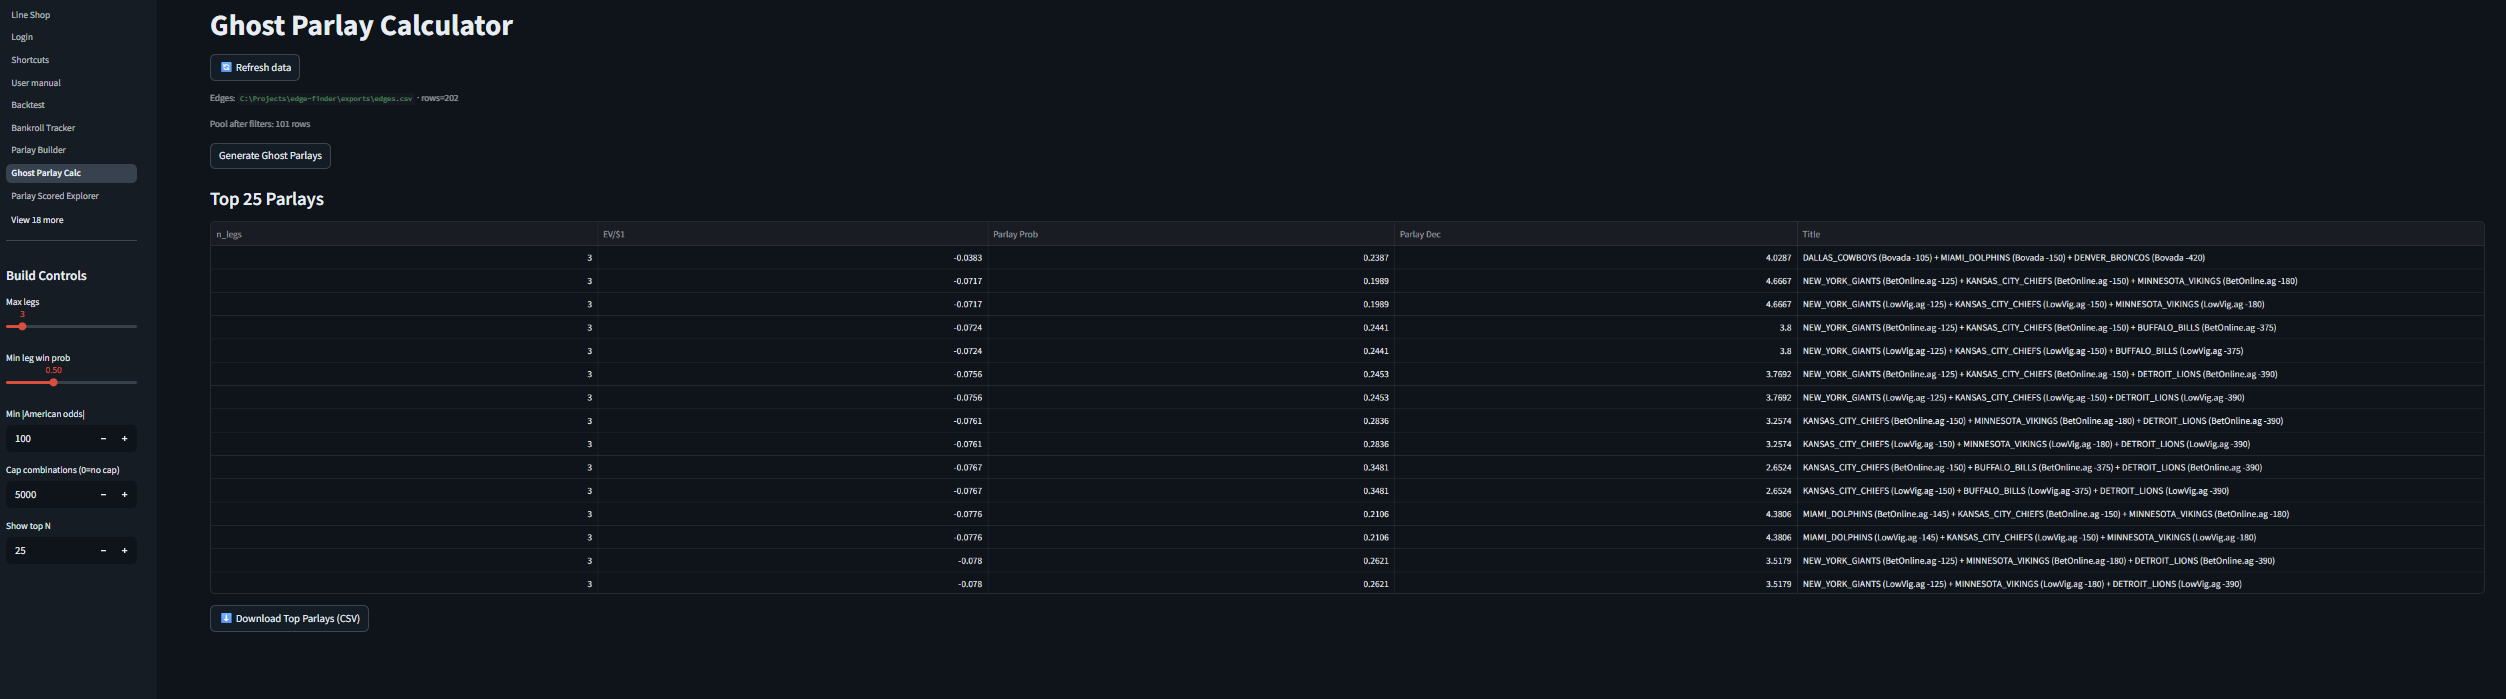 Line Shop
Login
Shortcuts
User manual
Backtest
Bankroll Tracker
Parlay Builder
Ghost Parlay Calc
Parlay Scored Explorer
View 18 more
Build Controls
Max legs
3
Min leg win prob
0.50
Min |American odds|
100 − +
Cap combinations (0=no cap)
5000 − +
Show top N
25 − +
Ghost Parlay Calculator
Refresh data
Edges: C:\Projects\edge-finder\exports\edges.csv · rows=202
Pool after filters: 101 rows
Generate Ghost Parlays
Top 25 Parlays
n_legs EV/$1 Parlay Prob Parlay Dec Title
3 -0.0383 0.2387 4.0287 DALLAS_COWBOYS (Bovada -105) + MIAMI_DOLPHINS (Bovada -150) + DENVER_BRONCOS (Bovada -420)
3 -0.0717 0.1989 4.6667 NEW_YORK_GIANTS (BetOnline.ag -125) + KANSAS_CITY_CHIEFS (BetOnline.ag -150) + MINNESOTA_VIKINGS (BetOnline.ag -180)
3 -0.0717 0.1989 4.6667 NEW_YORK_GIANTS (LowVig.ag -125) + KANSAS_CITY_CHIEFS (LowVig.ag -150) + MINNESOTA_VIKINGS (LowVig.ag -180)
3 -0.0724 0.2441 3.8 NEW_YORK_GIANTS (BetOnline.ag -125) + KANSAS_CITY_CHIEFS (BetOnline.ag -150) + BUFFALO_BILLS (BetOnline.ag -375)
3 -0.0724 0.2441 3.8 NEW_YORK_GIANTS (LowVig.ag -125) + KANSAS_CITY_CHIEFS (LowVig.ag -150) + BUFFALO_BILLS (LowVig.ag -375)
3 -0.0756 0.2453 3.7692 NEW_YORK_GIANTS (BetOnline.ag -125) + KANSAS_CITY_CHIEFS (BetOnline.ag -150) + DETROIT_LIONS (BetOnline.ag -390)
3 -0.0756 0.2453 3.7692 NEW_YORK_GIANTS (LowVig.ag -125) + KANSAS_CITY_CHIEFS (LowVig.ag -150) + DETROIT_LIONS (LowVig.ag -390)
3 -0.0761 0.2836 3.2574 KANSAS_CITY_CHIEFS (BetOnline.ag -150) + MINNESOTA_VIKINGS (BetOnline.ag -180) + DETROIT_LIONS (BetOnline.ag -390)
3 -0.0761 0.2836 3.2574 KANSAS_CITY_CHIEFS (LowVig.ag -150) + MINNESOTA_VIKINGS (LowVig.ag -180) + DETROIT_LIONS (LowVig.ag -390)
3 -0.0767 0.3481 2.6524 KANSAS_CITY_CHIEFS (BetOnline.ag -150) + BUFFALO_BILLS (BetOnline.ag -375) + DETROIT_LIONS (BetOnline.ag -390)
3 -0.0767 0.3481 2.6524 KANSAS_CITY_CHIEFS (LowVig.ag -150) + BUFFALO_BILLS (LowVig.ag -375) + DETROIT_LIONS (LowVig.ag -390)
3 -0.0776 0.2106 4.3806 MIAMI_DOLPHINS (BetOnline.ag -145) + KANSAS_CITY_CHIEFS (BetOnline.ag -150) + MINNESOTA_VIKINGS (BetOnline.ag -180)
3 -0.0776 0.2106 4.3806 MIAMI_DOLPHINS (LowVig.ag -145) + KANSAS_CITY_CHIEFS (LowVig.ag -150) + MINNESOTA_VIKINGS (LowVig.ag -180)
3 -0.078 0.2621 3.5179 NEW_YORK_GIANTS (BetOnline.ag -125) + MINNESOTA_VIKINGS (BetOnline.ag -180) + DETROIT_LIONS (BetOnline.ag -390)
3 -0.078 0.2621 3.5179 NEW_YORK_GIANTS (LowVig.ag -125) + MINNESOTA_VIKINGS (LowVig.ag -180) + DETROIT_LIONS (LowVig.ag -390)
Download Top Parlays (CSV)